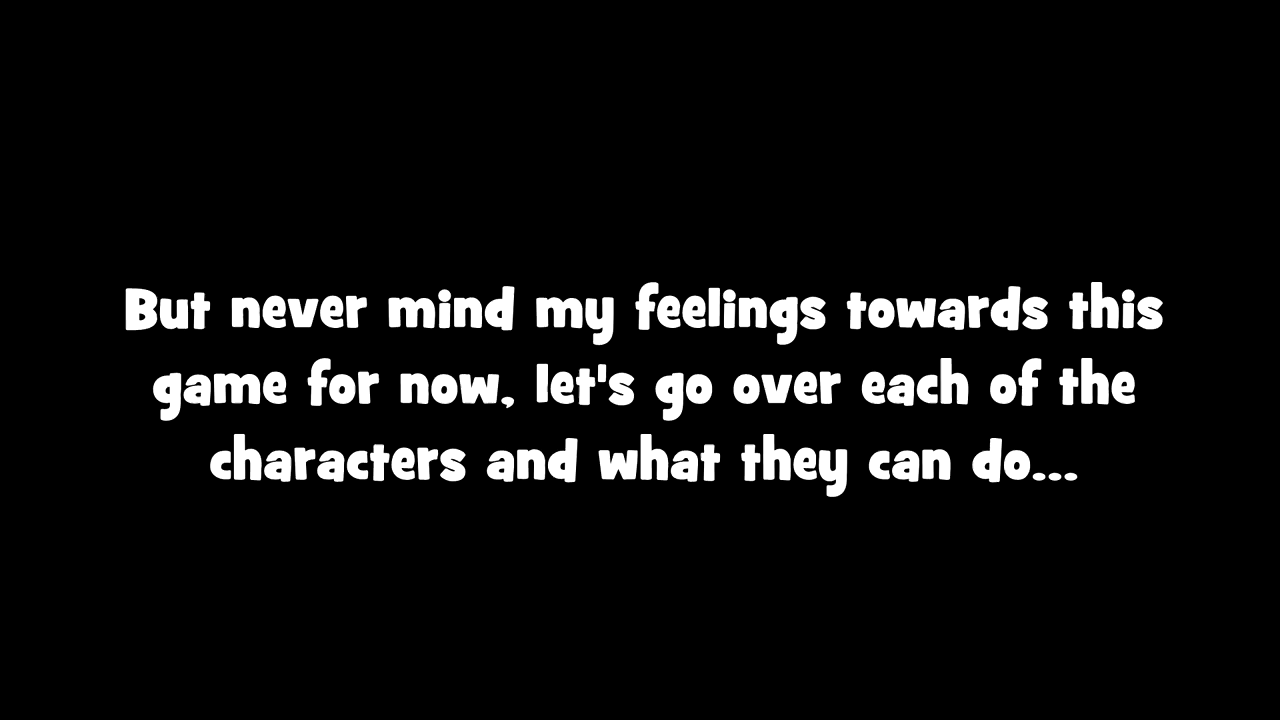 But never mind my feelings towards this
game for now, let's go over each of the
characters and what they can do...